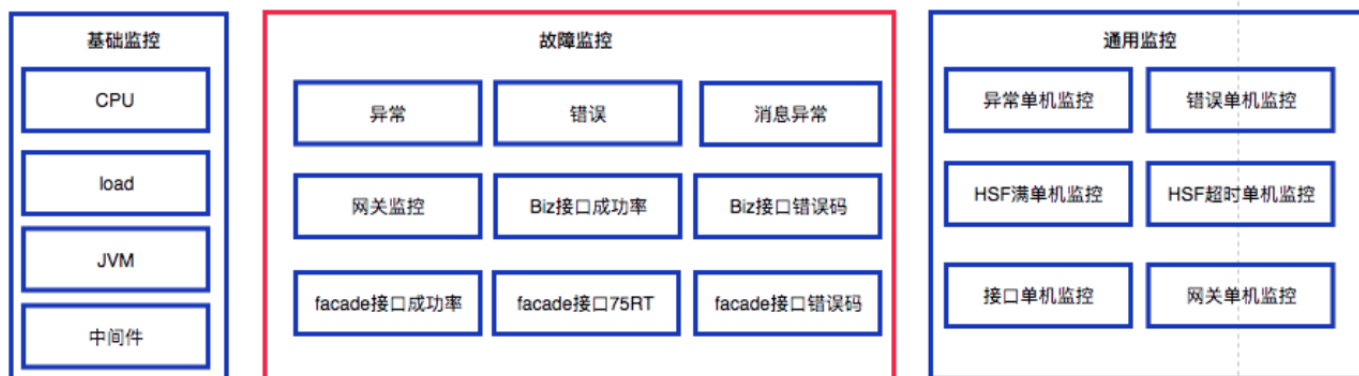 基础监控
CPU
load
JVM
中间件
故障监控
异常
错误
消息异常
网关监控
Biz接口成功率
Biz接口错误码
facade接口成功率
facade接口75RT
facade接口错误码
通用监控
异常单机监控
错误单机监控
HSF满单机监控
HSF超时单机监控
接口单机监控
网关单机监控